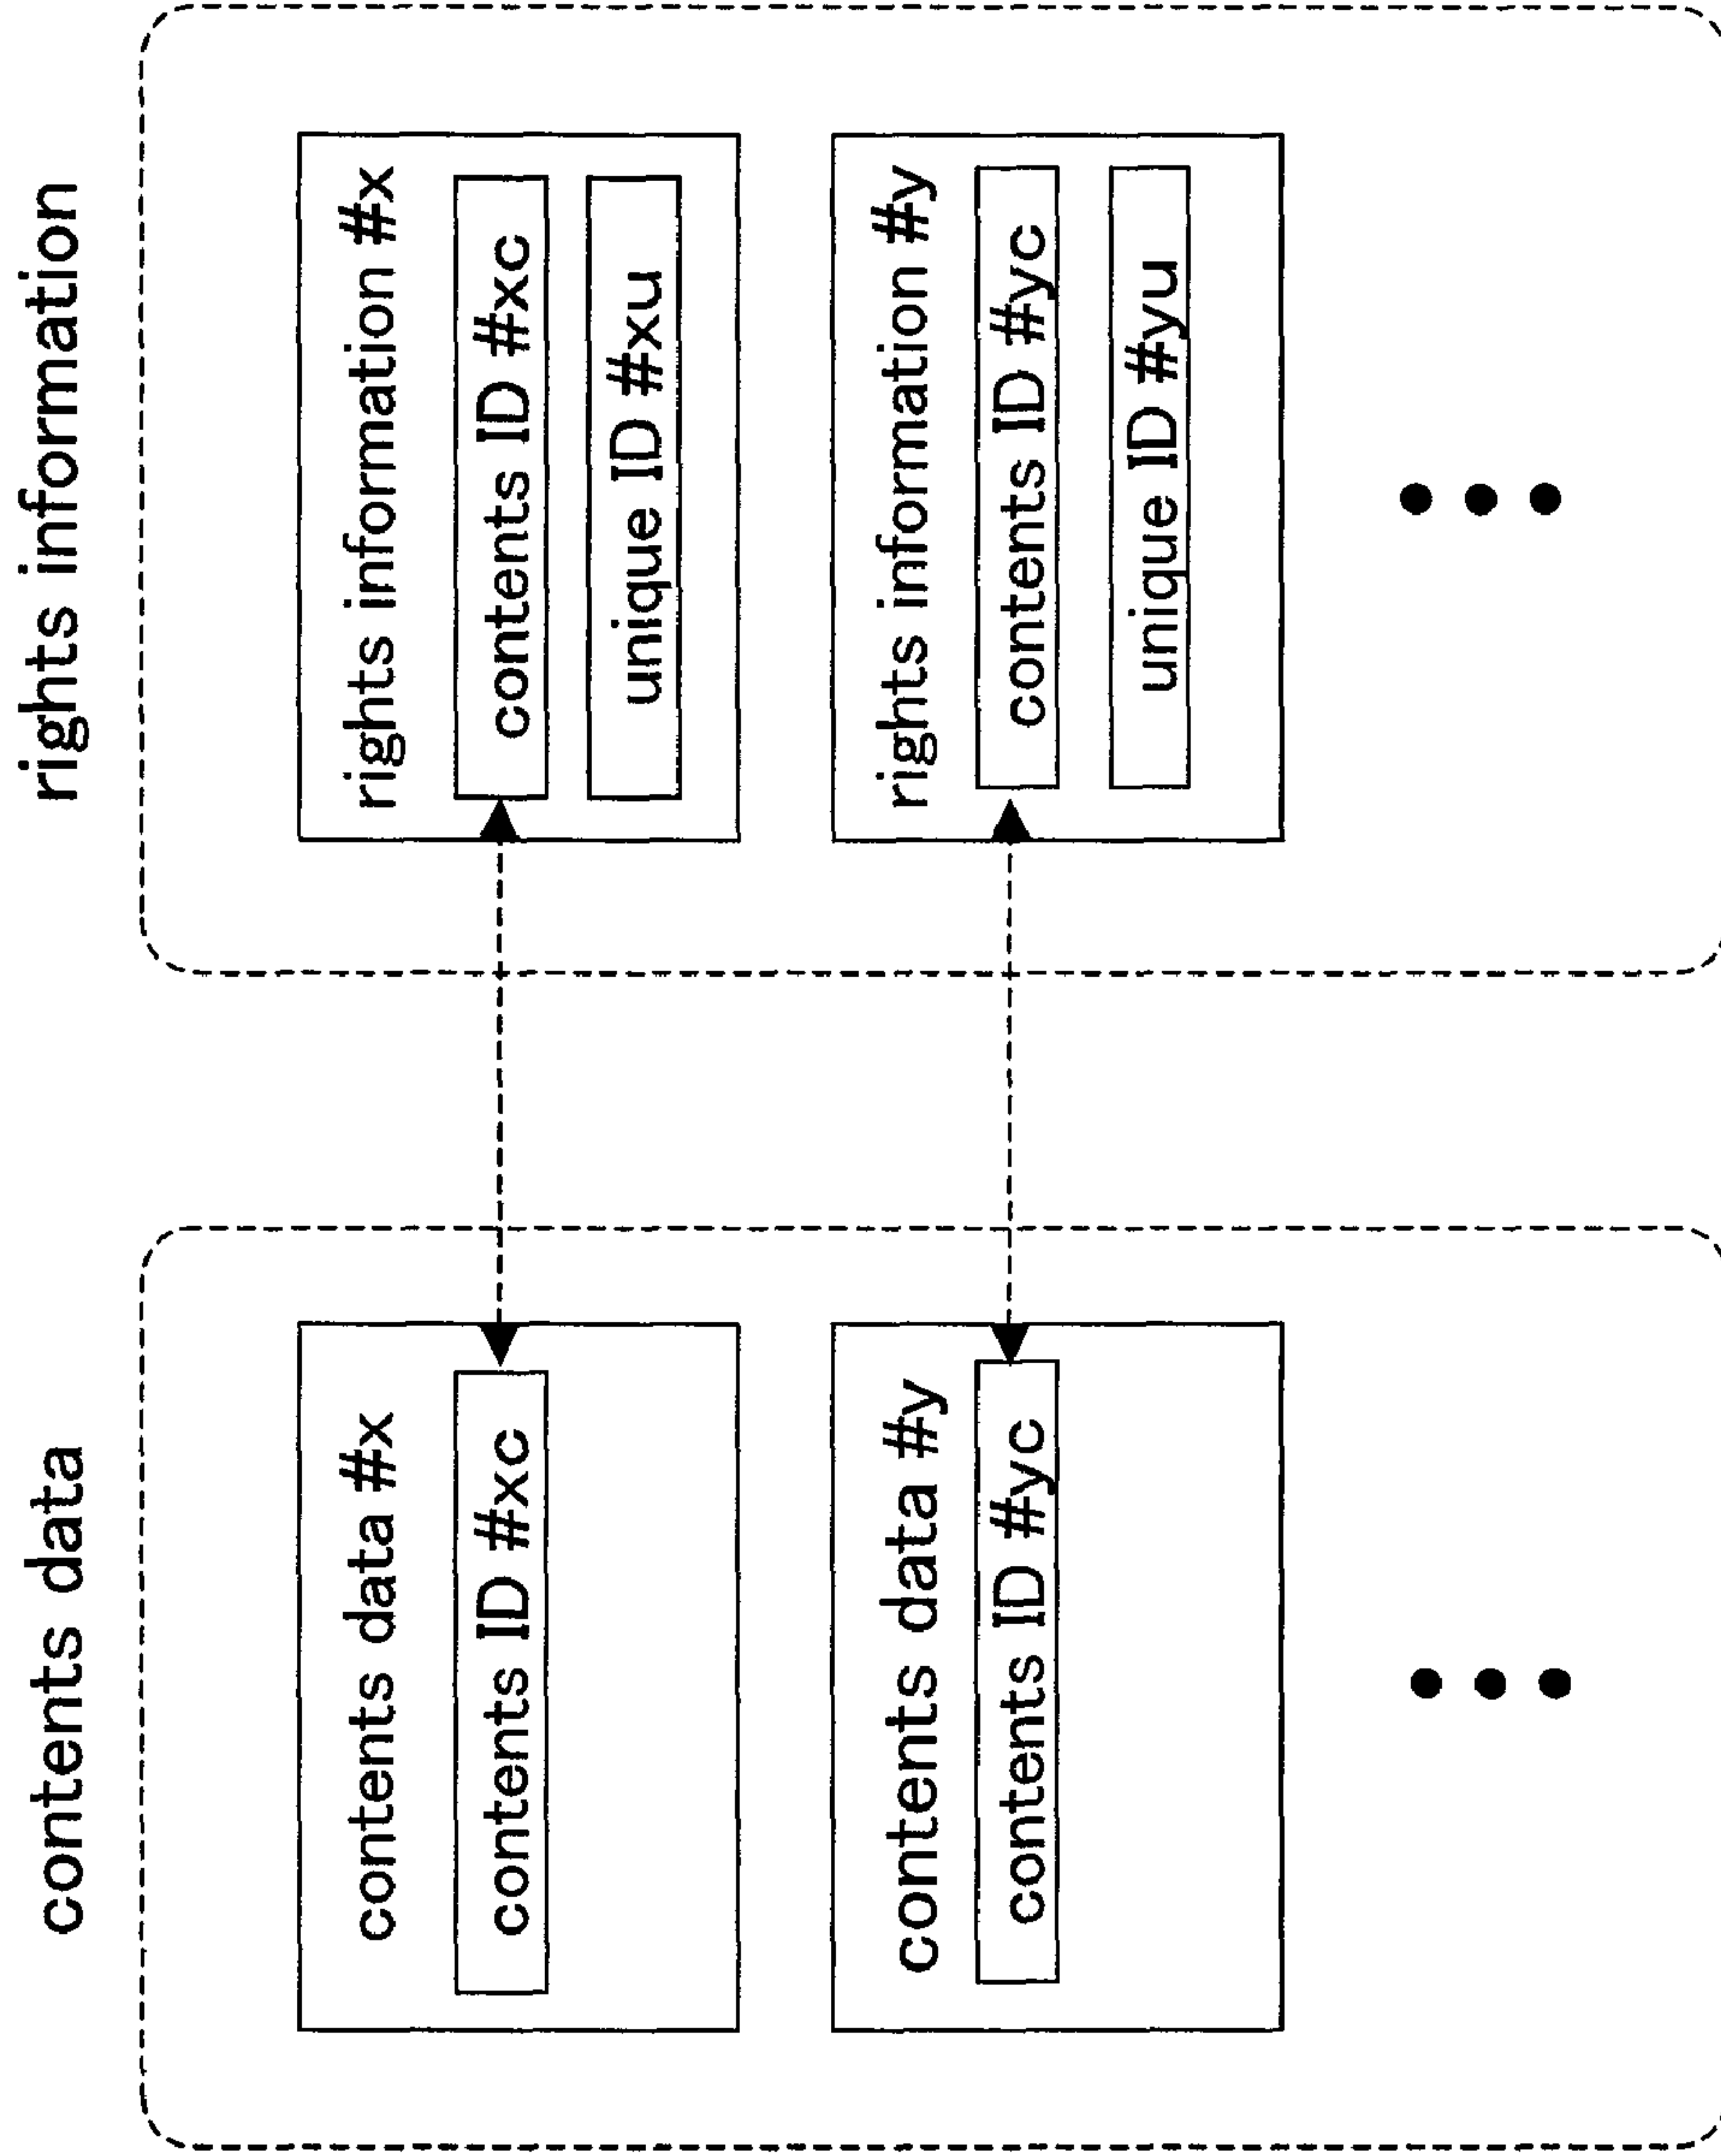 contents data
contents data #x
contents ID #xc
contents data #y
contents ID #yc
rights information
rights information #x
contents ID #xc
unique ID #xu
rights information #y
contents ID #yc
unique ID #yu